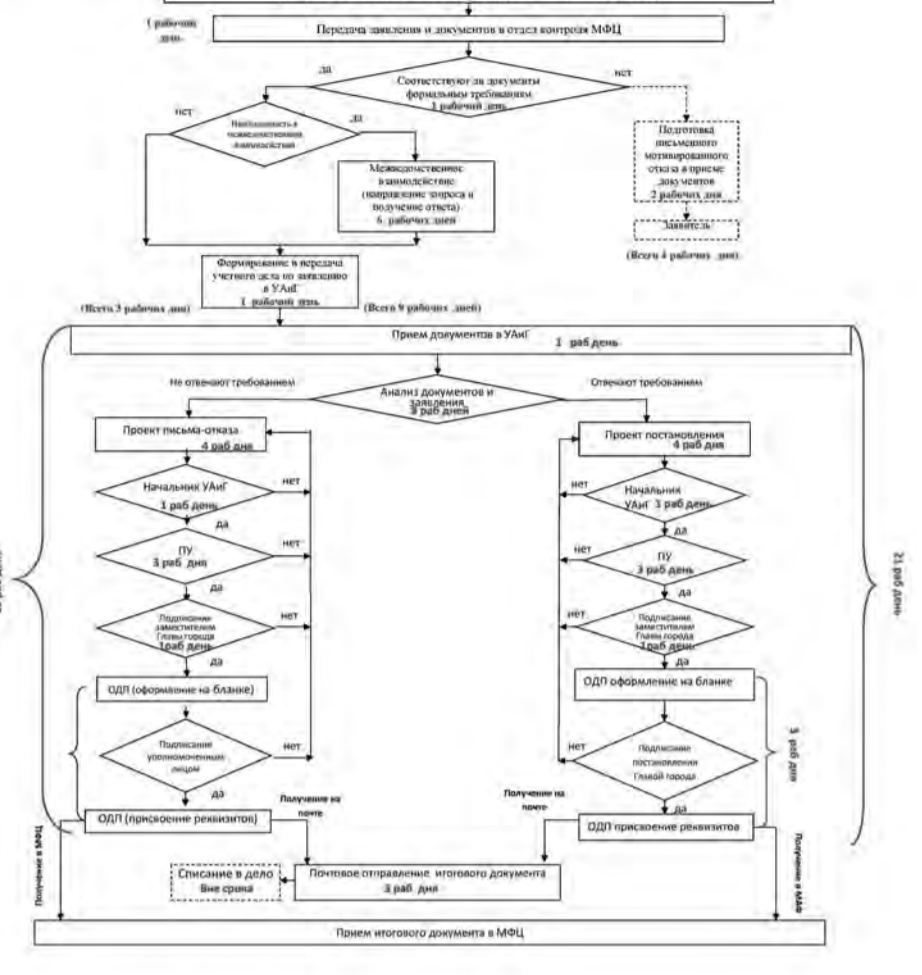 1 рабочий
день
Передача заявления и документов в отдел контроля МФЦ
да
Соответствуют ли документы
формальным требованиям
1 рабочий день
нет
нет
Необходимость в
межведомственном
взаимодействии
да
Подготовка
письменного
мотивированного
отказа в приеме
документов
2 рабочих дня
Межведомственное
взаимодействие
(направление запроса и
получение ответа)
6 рабочих дней
Заявитель
(Всего 4 рабочих дня)
Формирование и передача
учетного дела по заявлению
в УАиГ
1 рабочий день
(Всего 3 рабочих дня)
(Всего 9 рабочих дней)
Прием документов в УАиГ
1 раб день
Не отвечают требованиям
Анализ документов и
заявления
раб дней
Отвечают требованиям
Проект письма-отказа
4 раб дня
Проект постановления
4 раб дня
Начальник УАиГ
1 раб день
нет
да
Начальник
УАиГ раб день
нет
да
ПУ
3 раб дня
нет
да
ПУ
3 раб день
нет
да
Подписание
заместителем
Главы города
1раб день
нет
да
Подписание
заместителем
Главы города
раб день
нет
да
ОДП (оформление на бланке)
ОДП оформление на бланке
Подписание
уполномоченным
лицом
нет
да
Подписание
постановления
Главой города
нет
да
раб дня
21 раб день
Получение на
почте
Получение на
почте
ОДП (присвоение реквизитов)
ОДП присвоение реквизитов
Получение в МФЦ
Получение в
Списание в дело
Вне срока
Почтовое отправление итогового документа
3 раб дня
Прием итогового документа в МФЦ